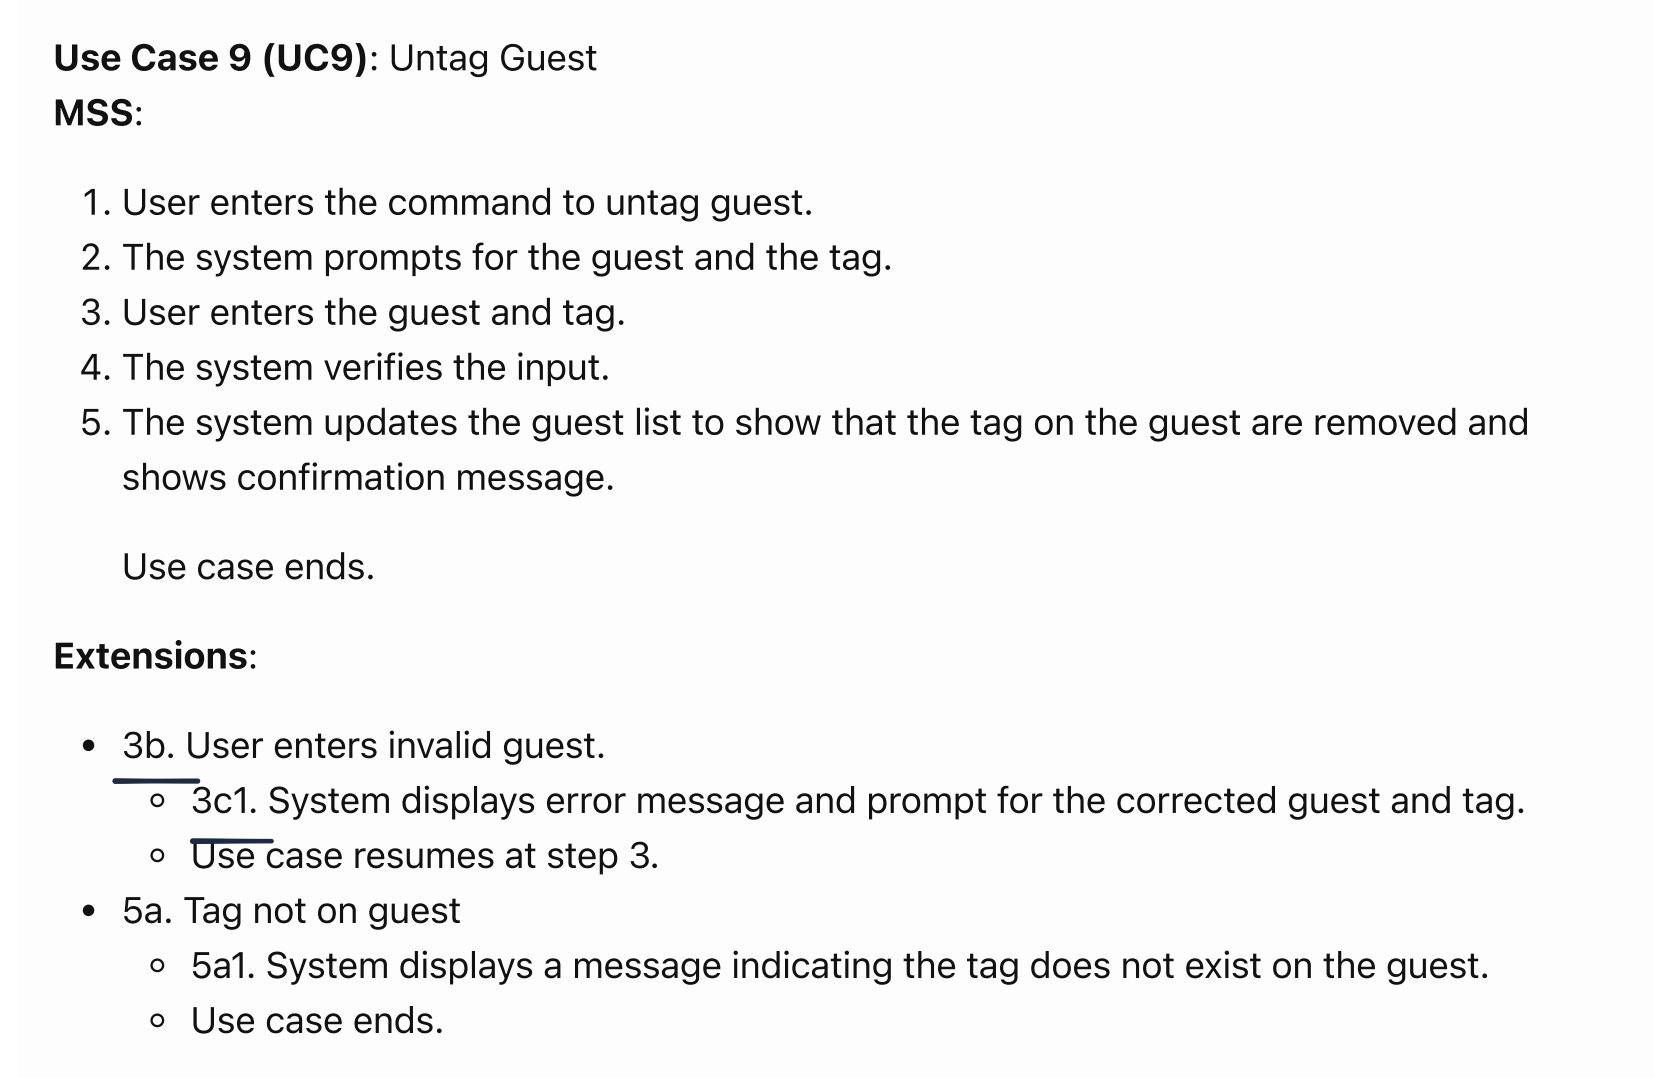 Use Case 9 (UC9): Untag Guest
MSS:
1. User enters the command to untag guest.
2. The system prompts for the guest and the tag.
3. User enters the guest and tag.
4. The system verifies the input.
5. The system updates the guest list to show that the tag on the guest are removed and
shows confirmation message.
Use case ends.
Extensions:
• 3b. User enters invalid guest.
◦ 3c1. System displays error message and prompt for the corrected guest and tag.
◦ Use case resumes at step 3.
• 5a. Tag not on guest
◦ 5a1. System displays a message indicating the tag does not exist on the guest.
◦ Use case ends.